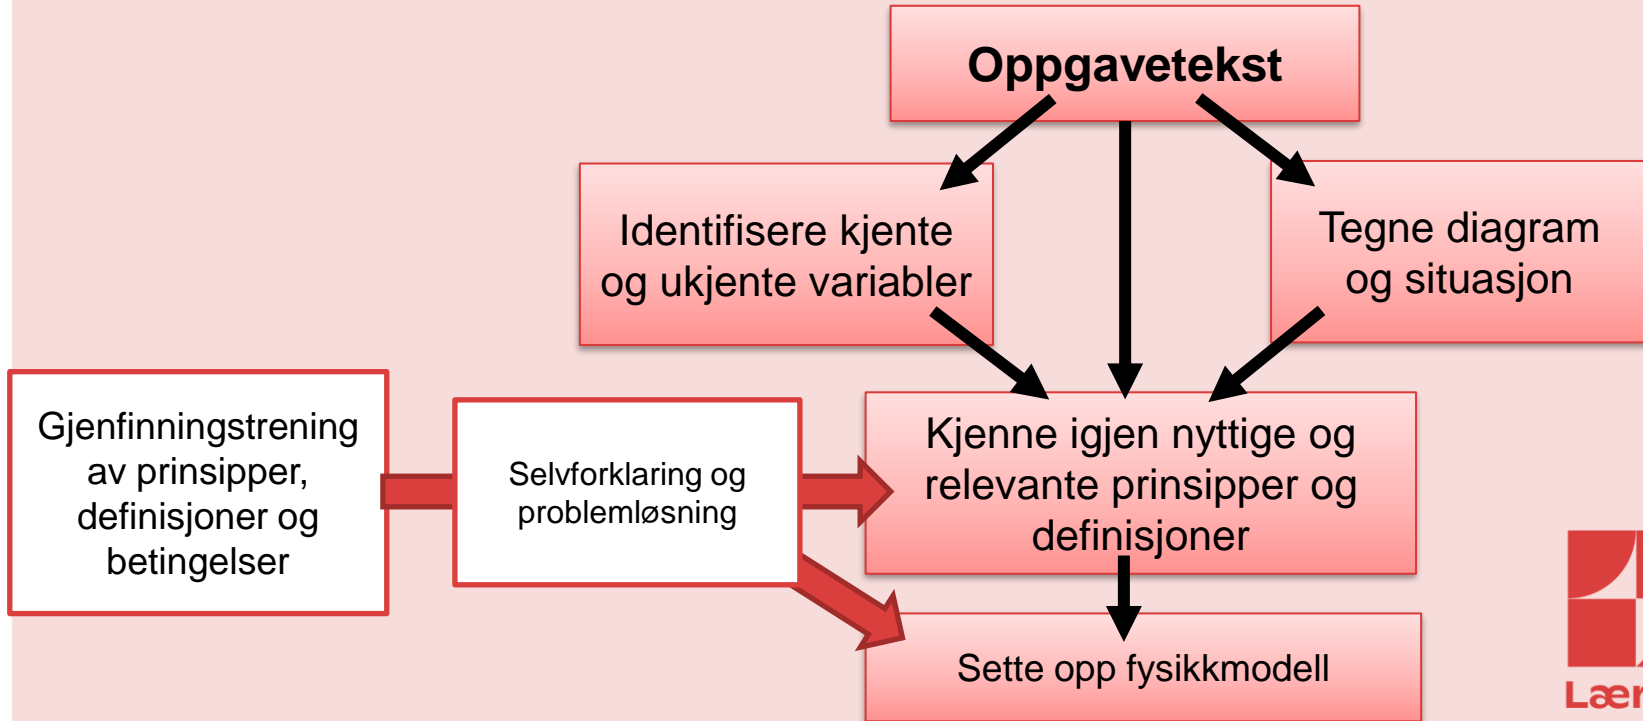 Oppgavetekst
Identifisere kjente
og ukjente variabler
Tegne diagram
og situasjon
Gjenfinningstrening
av prinsipper,
definisjoner og
betingelser
Selvforklaring og
problemløsning
Kjenne igjen nyttige og
relevante prinsipper og
definisjoner
Sette opp fysikkmodell
Lær